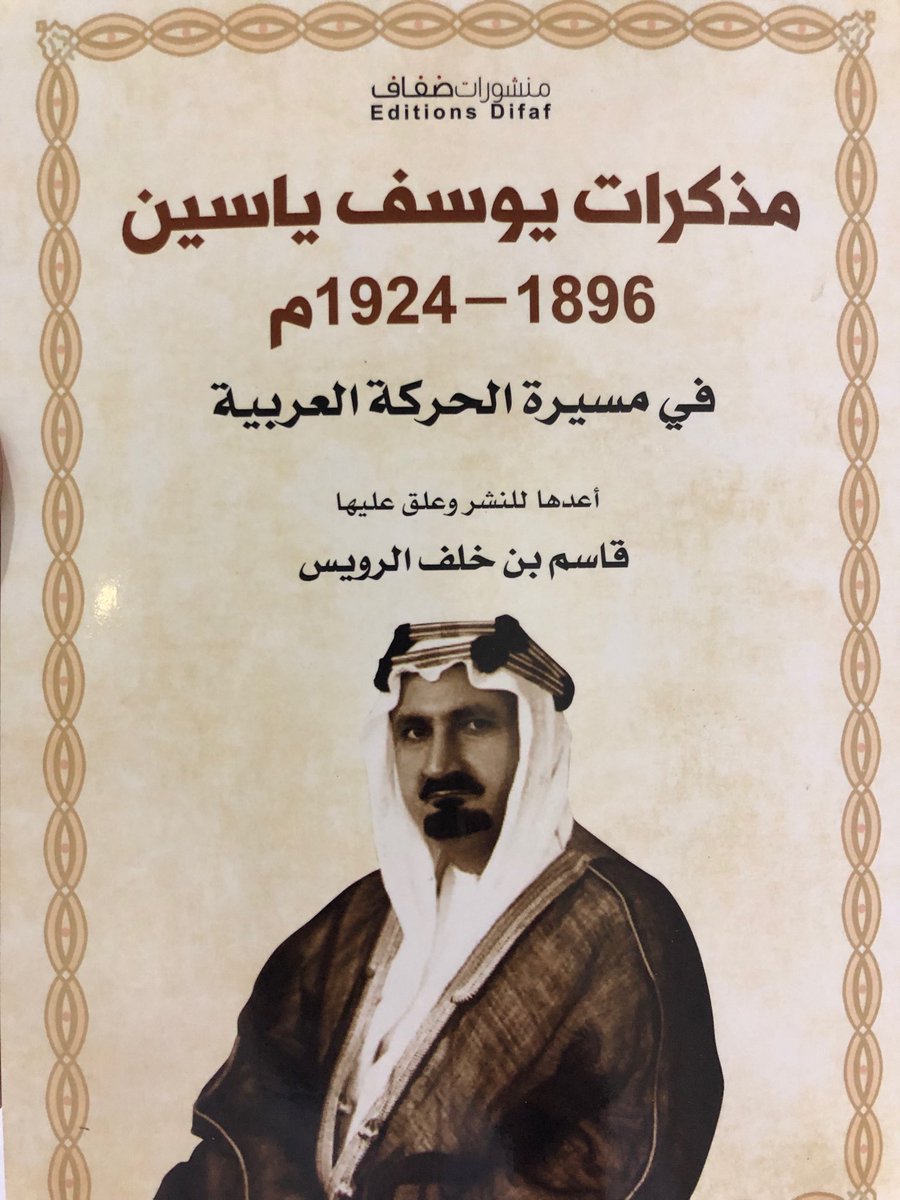 منشورات ضفاف
Editions Difaf
مذكرات يوسف ياسين
1896–1924م
في مسيرة الحركة العربية
أعدها للنشر وعلق عليها
قاسم بن خلف الرويس